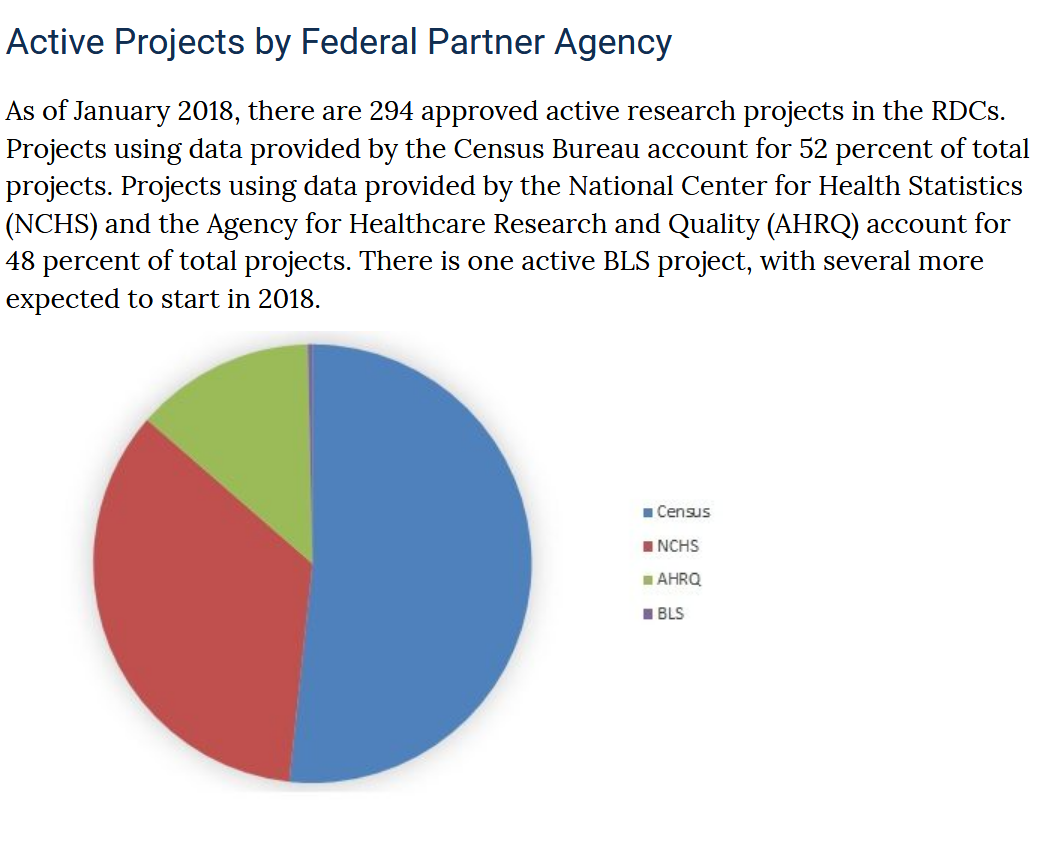 Active Projects by Federal Partner Agency
As of January 2018, there are 294 approved active research projects in the RDCs.
Projects using data provided by the Census Bureau account for 52 percent of total
projects. Projects using data provided by the National Center for Health Statistics
(NCHS) and the Agency for Healthcare Research and Quality (AHRQ) account for
48 percent of total projects. There is one active BLS project, with several more
expected to start in 2018.
Census
NCHS
AHRQ
BLS